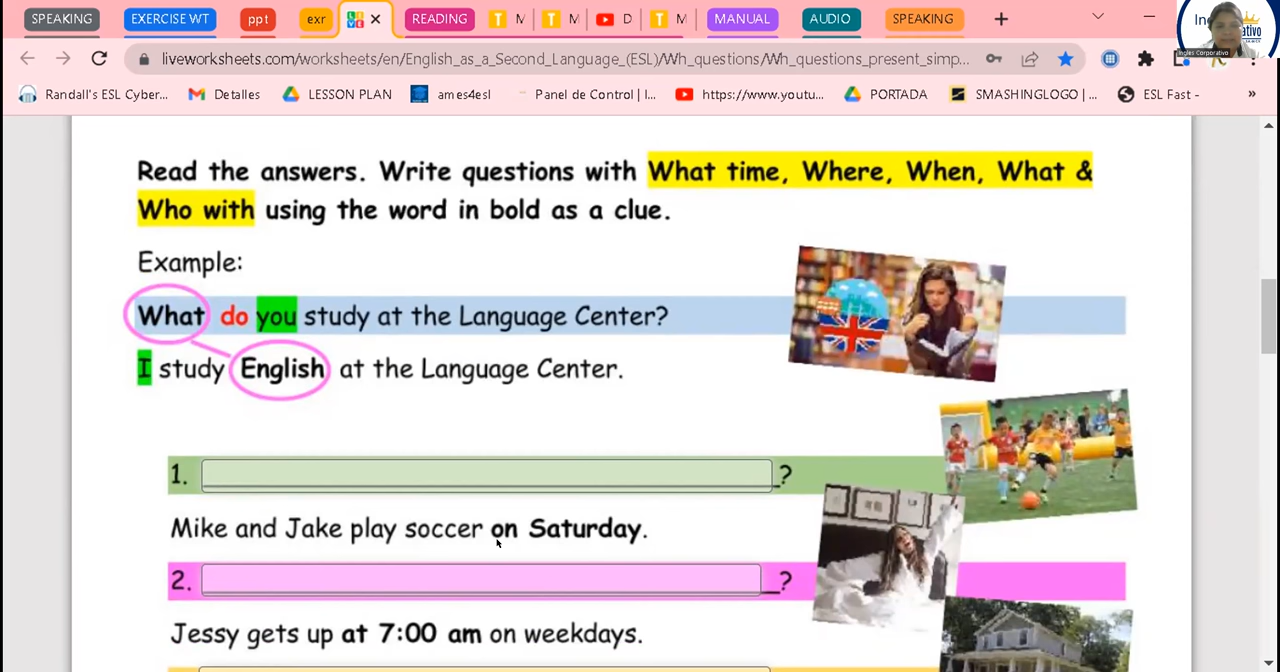 SPEAKING EXERCISE WT ppt exr READING M M D M MANUAL AUDIO SPEAKING
liveworksheets.com/worksheets/en/English_as_a_Second_Language_(ESL)/Wh_questions/Wh_questions_present_simp...
Ingles Corporativo
Randall's ESL Cyber... Detalles LESSON PLAN ames4esl Panel de Control | I... https://www.youtu... PORTADA SMASHINGLOGO | ... ESL Fast - »
Read the answers. Write questions with What time, Where, When, What &
Who with using the word in bold as a clue.
Example:
What do you study at the Language Center?
I study English at the Language Center.
1. ?
Mike and Jake play soccer on Saturday.
2. ?
Jessy gets up at 7:00 am on weekdays.